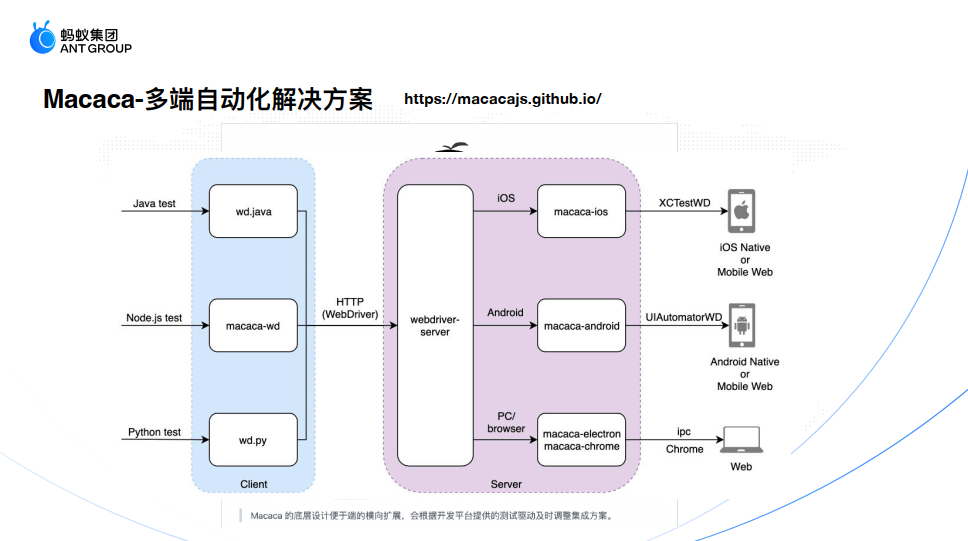 蚂蚁集团
ANT GROUP
Macaca-多端自动化解决方案
https://macacajs.github.io/
Java test
wd.java
Node.js test
macaca-wd
Python test
wd.py
Client
HTTP
(WebDriver)
webdriver-
server
iOS
macaca-ios
XCTestWD
iOS Native
or
Mobile Web
Android
macaca-android
UIAutomatorWD
Android Native
or
Mobile Web
PC/
browser
macaca-electron
macaca-chrome
ipc
Chrome
Web
Server
Macaca 的底层设计便于端的横向扩展，会根据开发平台提供的测试驱动及时调整集成方案。